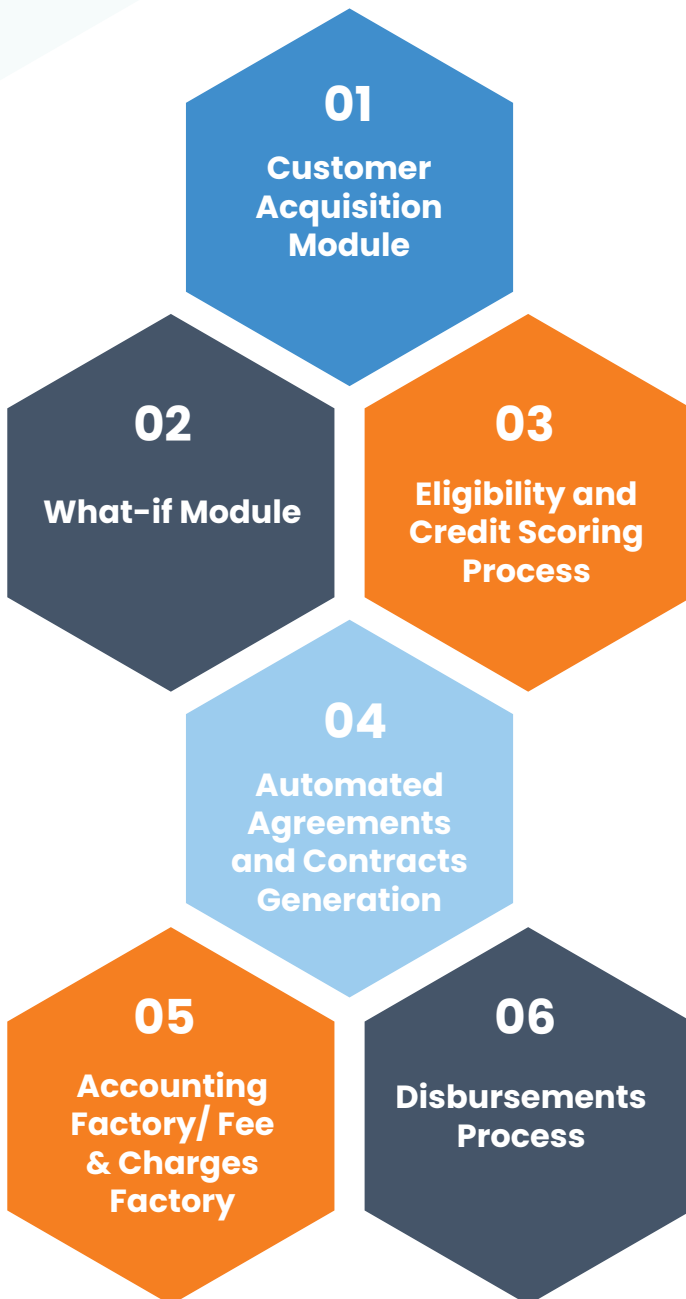 01
Customer
Acquisition
Module
02
What-if Module
03
Eligibility and
Credit Scoring
Process
04
Automated
Agreements
and Contracts
Generation
05
Accounting
Factory/ Fee
& Charges
Factory
06
Disbursements
Process